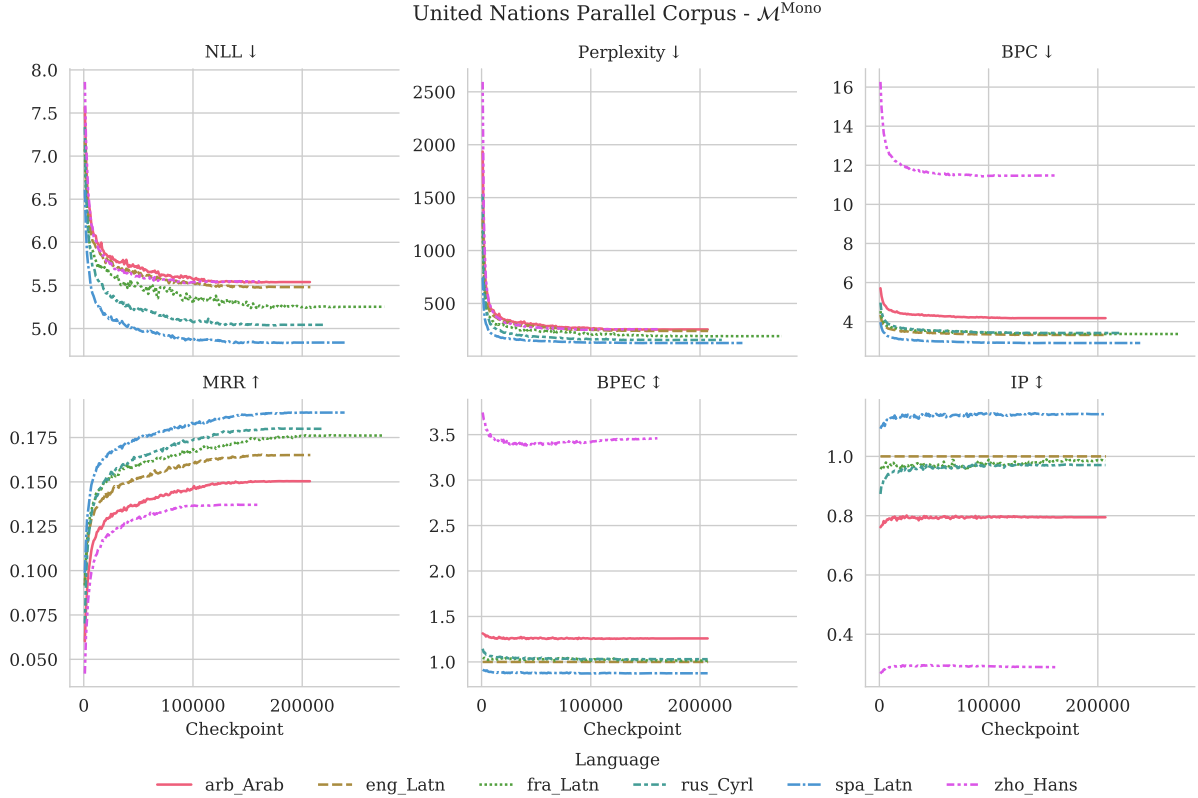 United Nations Parallel Corpus - ℳMono
NLL ↓
Perplexity ↓
BPC ↓
8.0
7.5
7.0
6.5
6.0
5.5
5.0
2500
2000
1500
1000
500
16
14
12
10
8
6
4
MRR ↑
BPEC ↕
IP ↕
0.175
0.150
0.125
0.100
0.075
0.050
3.5
3.0
2.5
2.0
1.5
1.0
1.0
0.8
0.6
0.4
0 100000 200000
0 100000 200000
0 100000 200000
Checkpoint
Checkpoint
Checkpoint
Language
arb_Arab eng_Latn fra_Latn rus_Cyrl spa_Latn zho_Hans